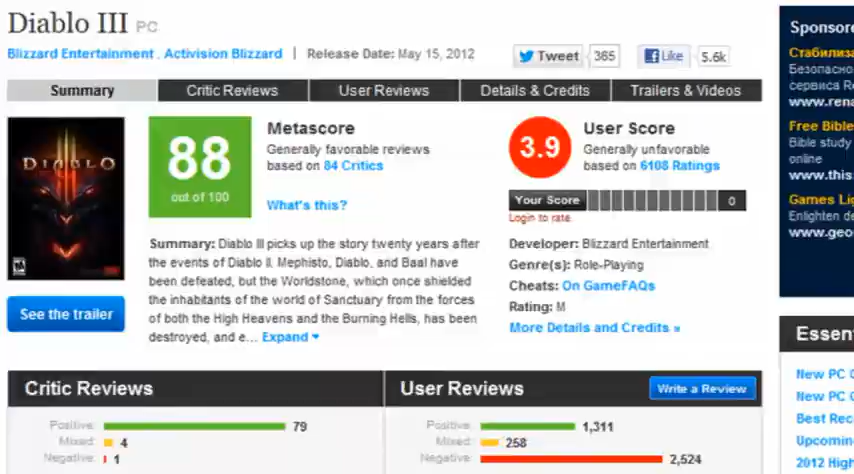 Diablo III PC
Blizzard Entertainment , Activision Blizzard | Release Date: May 15, 2012
Tweet 365 Like 5.6k
Summary Critic Reviews User Reviews Details & Credits Trailers & Videos
DIABLO
88
out of 100
Metascore
Generally favorable reviews
based on 84 Critics
What's this?
3.9
User Score
Generally unfavorable
based on 6108 Ratings
Your Score 0
Login to rate
Summary: Diablo III picks up the story twenty years after
the events of Diablo II. Mephisto, Diablo, and Baal have
been defeated, but the Worldstone, which once shielded
the inhabitants of the world of Sanctuary from the forces
of both the High Heavens and the Burning Hells, has been
destroyed, and e... Expand
See the trailer
Developer: Blizzard Entertainment
Genre(s): Role-Playing
Cheats: On GameFAQs
Rating: M
More Details and Credits »
Critic Reviews
Positive: 79
Mixed: 4
Negative: 1
User Reviews
Write a Review
Positive: 1,311
Mixed: 258
Negative: 2,524
Sponsore
Стабилиза
Безопасно
сервиса Re
www.rena
Free Bible
Bible study
online
www.this
Games Lig
Enlighten de
www.geo
Essen
New PC G
New PC G
Best Rec
Upcomin
2012 High